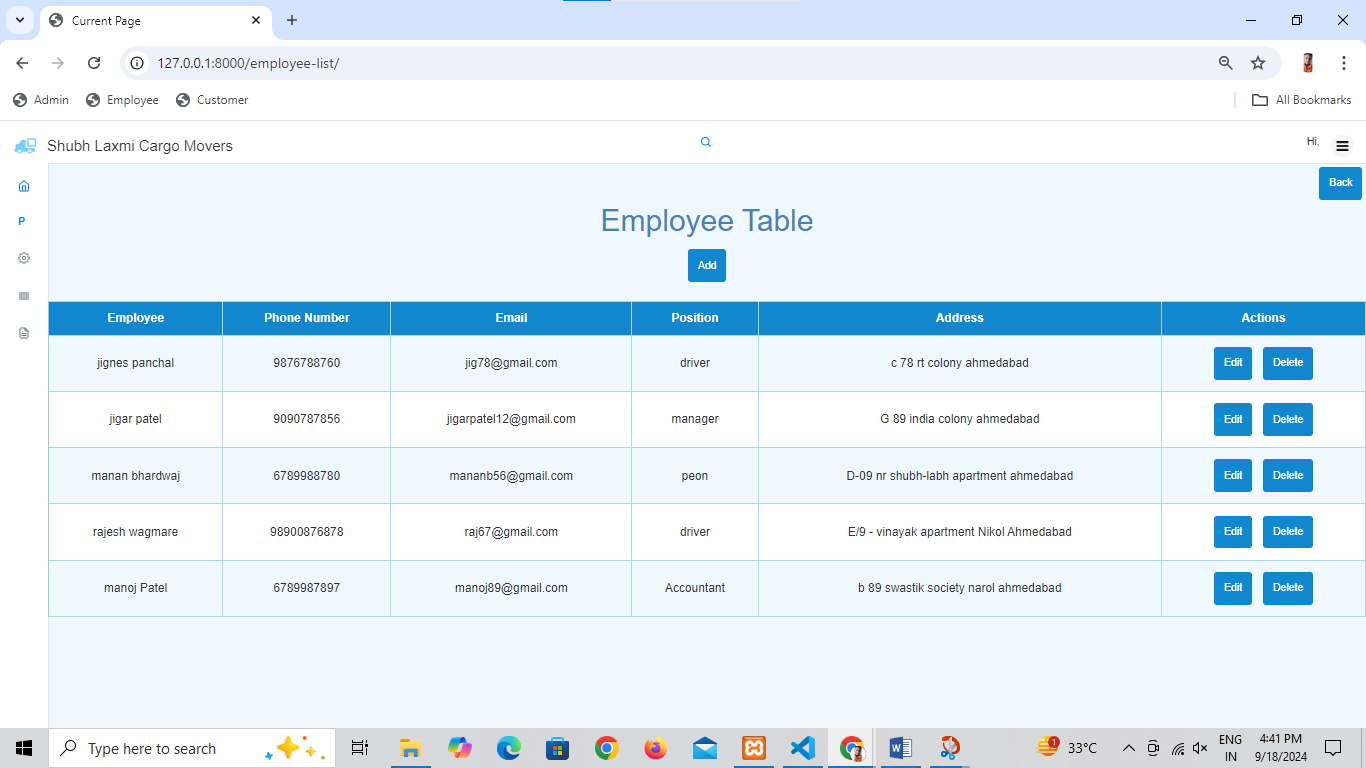 Current Page
127.0.0.1:8000/employee-list/
Admin Employee Customer All Bookmarks
Shubh Laxmi Cargo Movers Hi,
Back
P
Employee Table
Add
Employee Phone Number Email Position Address Actions
jignes panchal 9876788760 jig78@gmail.com driver c 78 rt colony ahmedabad Edit Delete
jigar patel 9090787856 jigarpatel12@gmail.com manager G 89 india colony ahmedabad Edit Delete
manan bhardwaj 6789988780 mananb56@gmail.com peon D-09 nr shubh-labh apartment ahmedabad Edit Delete
rajesh wagmare 98900876878 raj67@gmail.com driver E/9 - vinayak apartment Nikol Ahmedabad Edit Delete
manoj Patel 6789987897 manoj89@gmail.com Accountant b 89 swastik society narol ahmedabad Edit Delete
Type here to search 1 33°C ENG 4:41 PM
IN 9/18/2024